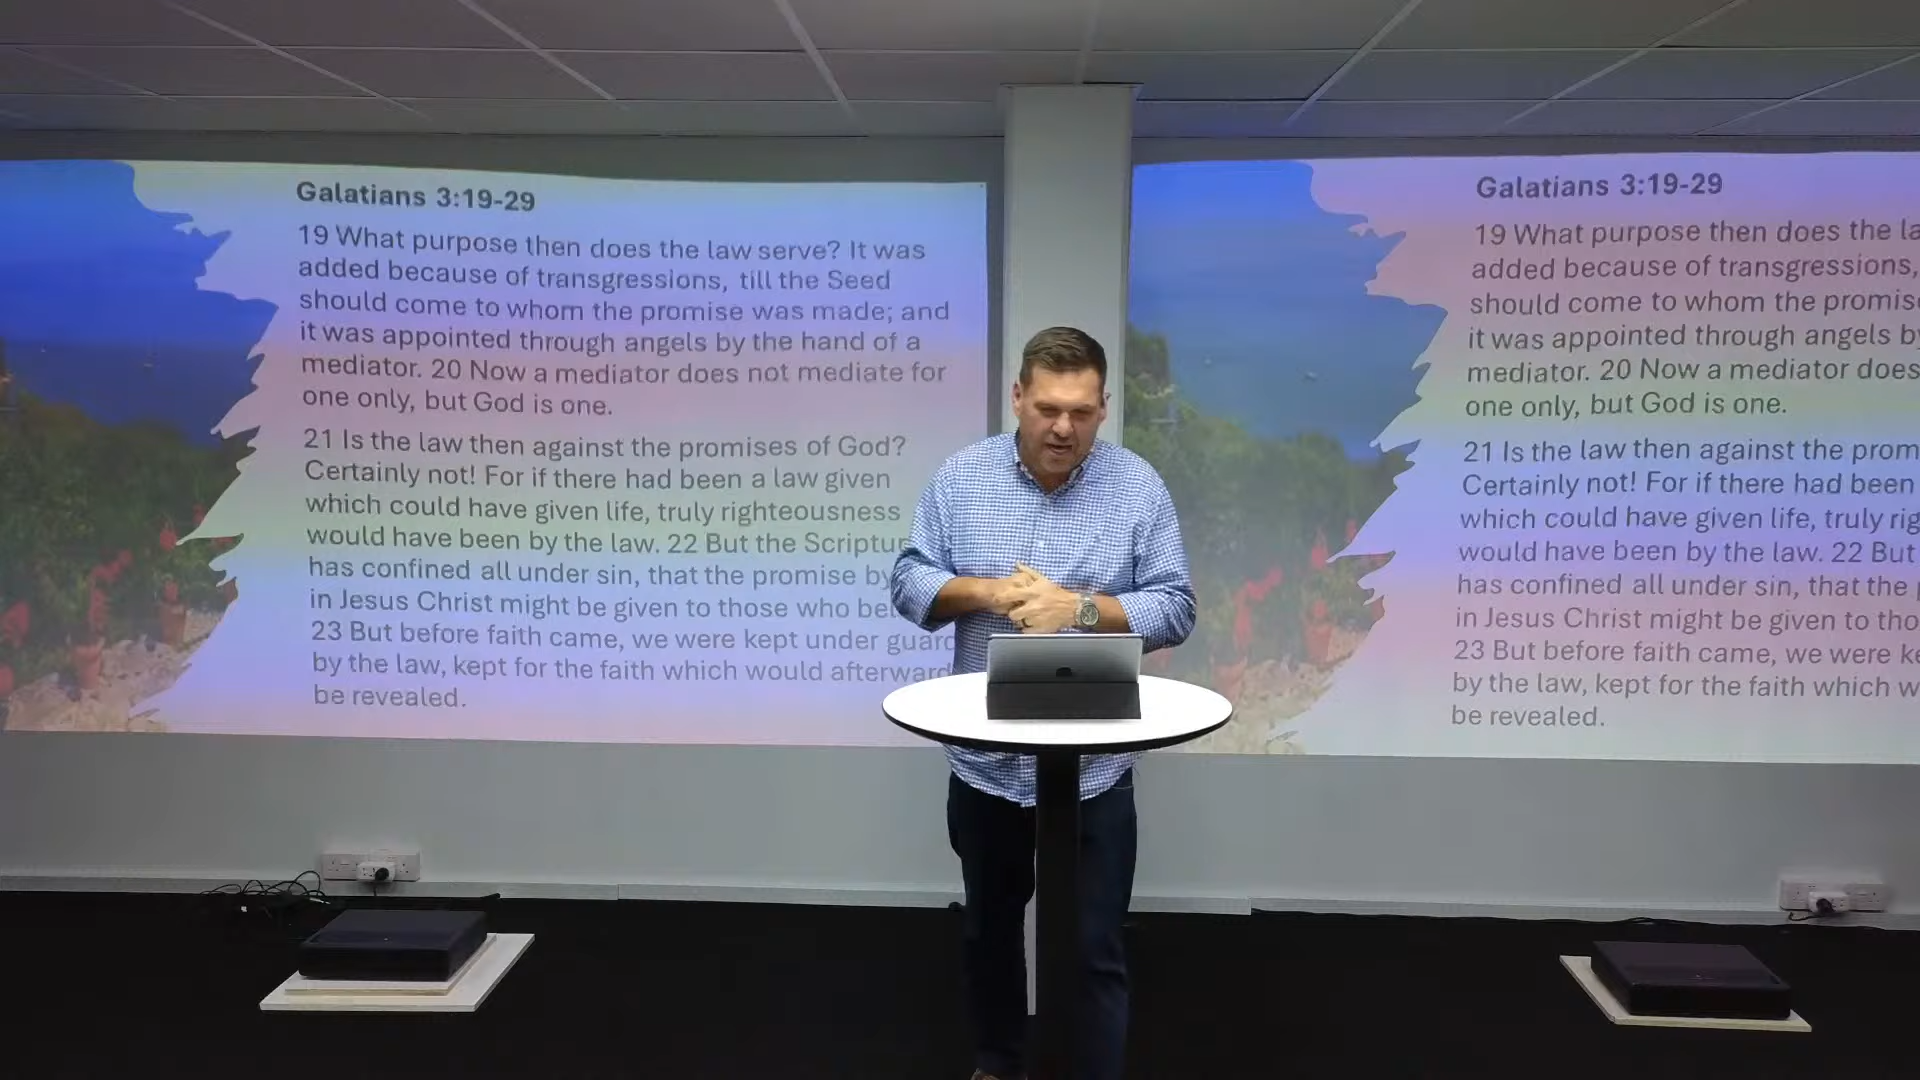 Galatians 3:19-29
19 What purpose then does the law serve? It was
added because of transgressions, till the Seed
should come to whom the promise was made; and
it was appointed through angels by the hand of a
mediator. 20 Now a mediator does not mediate for
one only, but God is one.
21 Is the law then against the promises of God?
Certainly not! For if there had been a law given
which could have given life, truly righteousness
would have been by the law. 22 But the Scriptur
has confined all under sin, that the promise by
in Jesus Christ might be given to those who bel
23 But before faith came, we were kept under guard
by the law, kept for the faith which would afterward
be revealed.
Galatians 3:19-29
19 What purpose then does the la
added because of transgressions,
should come to whom the promis
it was appointed through angels by
mediator. 20 Now a mediator does
one only, but God is one.
21 Is the law then against the prom
Certainly not! For if there had been
which could have given life, truly rig
would have been by the law. 22 But
has confined all under sin, that the
in Jesus Christ might be given to tho
23 But before faith came, we were ke
by the law, kept for the faith which w
be revealed.